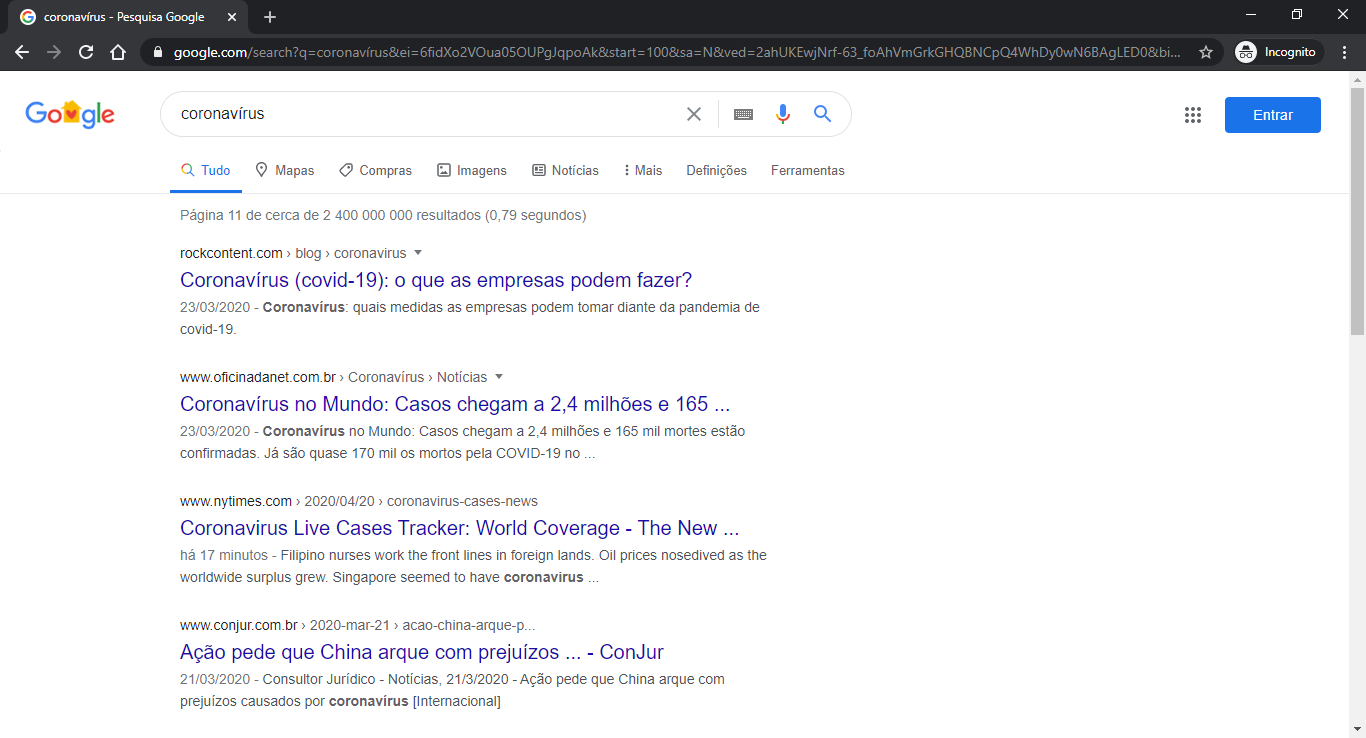 coronavírus - Pesquisa Google
google.com/search?q=coronavírus&ei=6fidXo2VOua05OUPgJqpoAk&start=100&sa=N&ved=2ahUKEwjNrf-63_foAhVmGrkGHQBNCpQ4WhDy0wN6BAgLED0&bi...
Incognito
Google
coronavírus
Entrar
Tudo Mapas Compras Imagens Notícias Mais Definições Ferramentas
Página 11 de cerca de 2 400 000 000 resultados (0,79 segundos)
rockcontent.com › blog › coronavirus
Coronavírus (covid-19): o que as empresas podem fazer?
23/03/2020 - Coronavírus: quais medidas as empresas podem tomar diante da pandemia de
covid-19.
www.oficinadanet.com.br › Coronavírus › Notícias
Coronavírus no Mundo: Casos chegam a 2,4 milhões e 165 ...
23/03/2020 - Coronavírus no Mundo: Casos chegam a 2,4 milhões e 165 mil mortes estão
confirmadas. Já são quase 170 mil os mortos pela COVID-19 no ...
www.nytimes.com › 2020/04/20 › coronavirus-cases-news
Coronavirus Live Cases Tracker: World Coverage - The New ...
há 17 minutos - Filipino nurses work the front lines in foreign lands. Oil prices nosedived as the
worldwide surplus grew. Singapore seemed to have coronavirus ...
www.conjur.com.br › 2020-mar-21 › acao-china-arque-p...
Ação pede que China arque com prejuízos ... - ConJur
21/03/2020 - Consultor Jurídico - Notícias, 21/3/2020 - Ação pede que China arque com
prejuízos causados por coronavírus [Internacional]